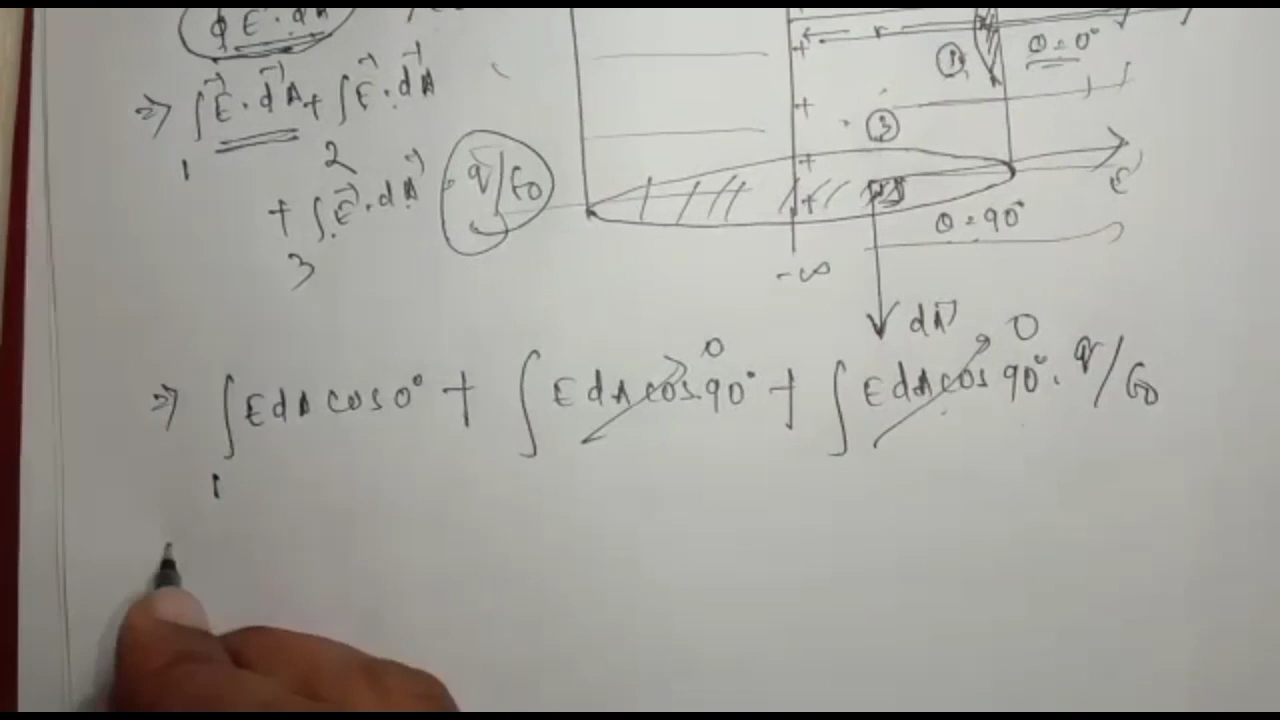 ∮ E · dA
⇒ ∫ E⃗ · dA⃗ + ∫ E⃗ · dA⃗
1 2
+ ∫ E⃗ · dA⃗ = q/ε₀
3
+ r
① θ = 0°
+
③
+
+ E
θ = 90°
-∞
dA⃗
0 0
⇒ ∫ E dA cos 0° + ∫ E dA cos 90° + ∫ E dA cos 90° = q/ε₀
1